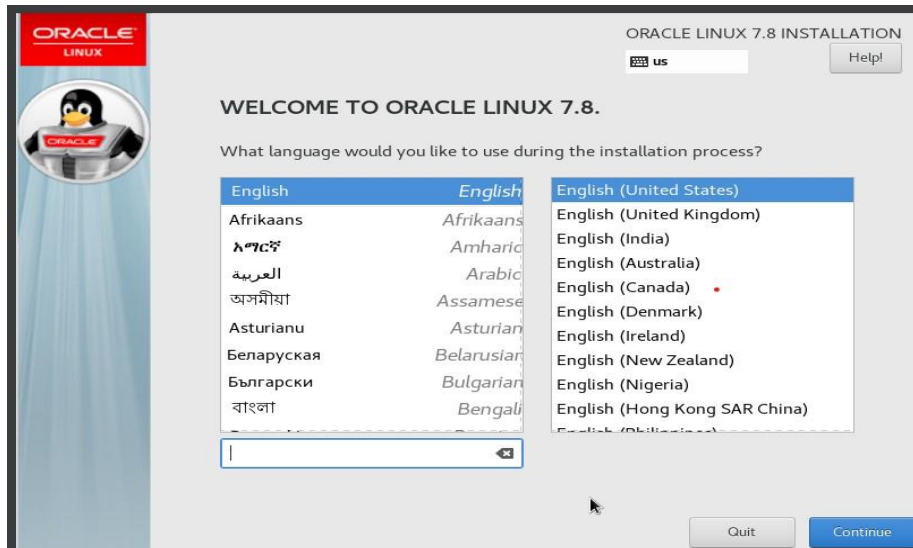 ORACLE
LINUX
ORACLE LINUX 7.8 INSTALLATION
us
Help!
ORACLE
WELCOME TO ORACLE LINUX 7.8.
What language would you like to use during the installation process?
English English
Afrikaans Afrikaans
አማርኛ Amharic
العربية Arabic
অসমীয়া Assamese
Asturianu Asturian
Беларуская Belarusian
Български Bulgarian
বাংলা Bengali
English (United States)
English (United Kingdom)
English (India)
English (Australia)
English (Canada)
English (Denmark)
English (Ireland)
English (New Zealand)
English (Nigeria)
English (Hong Kong SAR China)
English (Philippines)
Quit
Continue